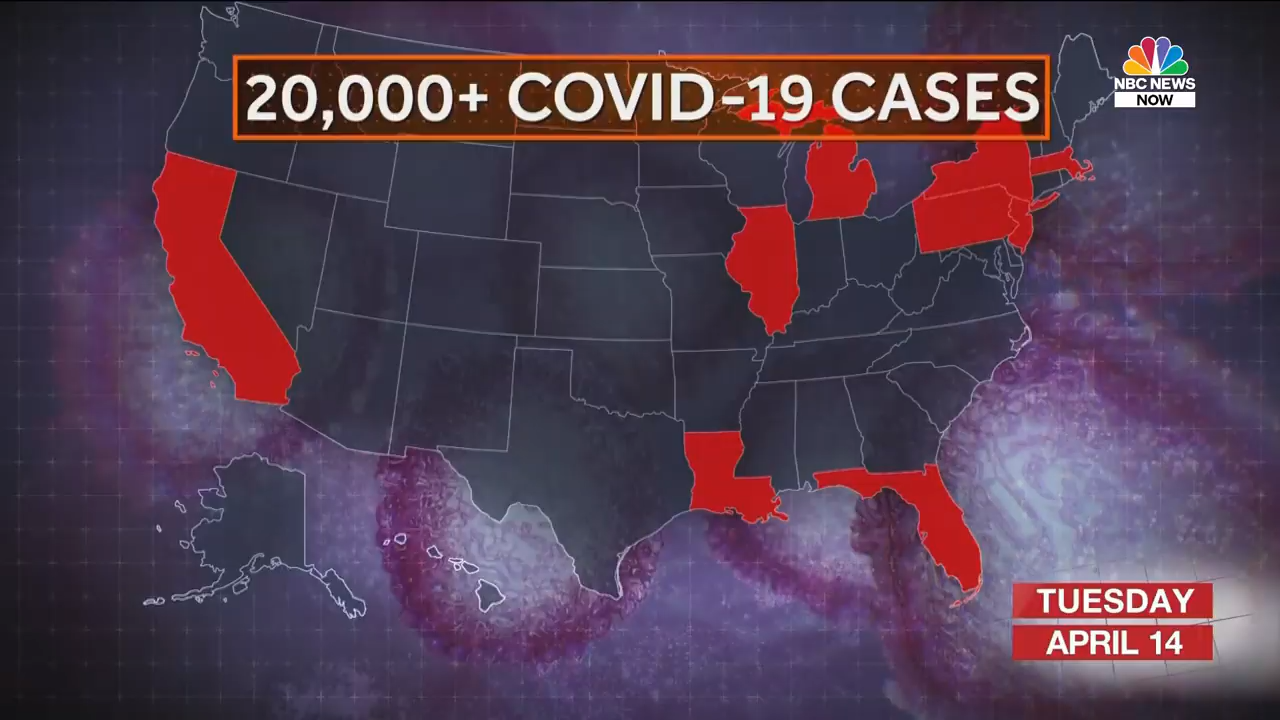 20,000+ COVID-19 CASES
NBC NEWS
NOW
TUESDAY
APRIL 14